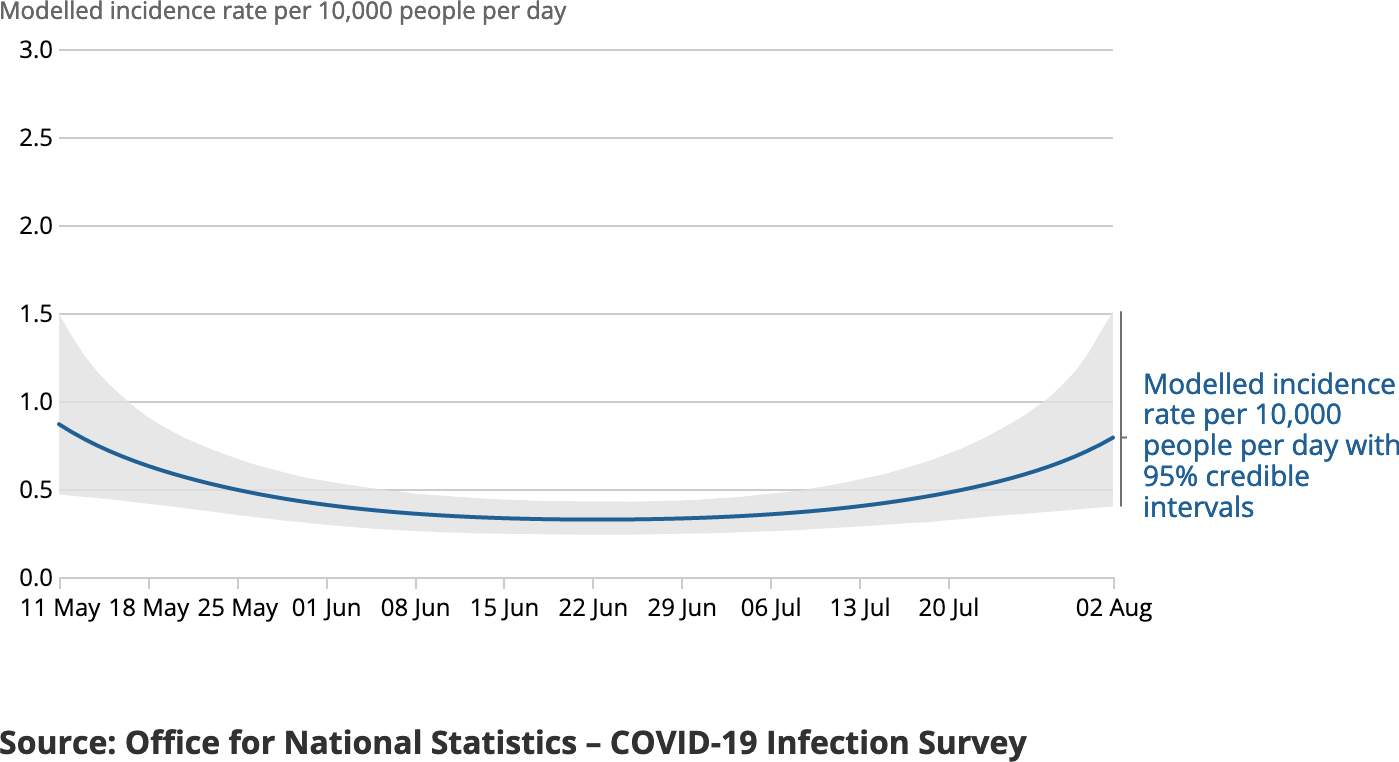 Modelled incidence rate per 10,000 people per day
3.0
2.5
2.0
1.5
1.0
0.5
0.0
11 May 18 May 25 May 01 Jun 08 Jun 15 Jun 22 Jun 29 Jun 06 Jul 13 Jul 20 Jul 02 Aug
Modelled incidence
rate per 10,000
people per day with
95% credible
intervals
Source: Office for National Statistics – COVID-19 Infection Survey